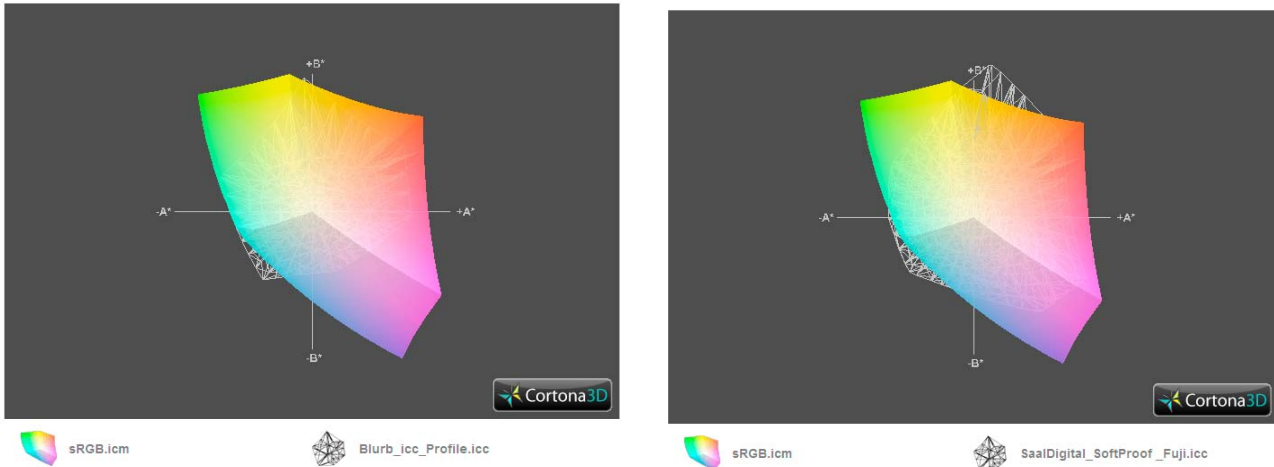 +B*
-A*
+A*
-B*
Cortona3D
sRGB.icm
Blurb_icc_Profile.icc
+B*
-A*
+A*
-B*
Cortona3D
sRGB.icm
SaalDigital_SoftProof _Fuji.icc